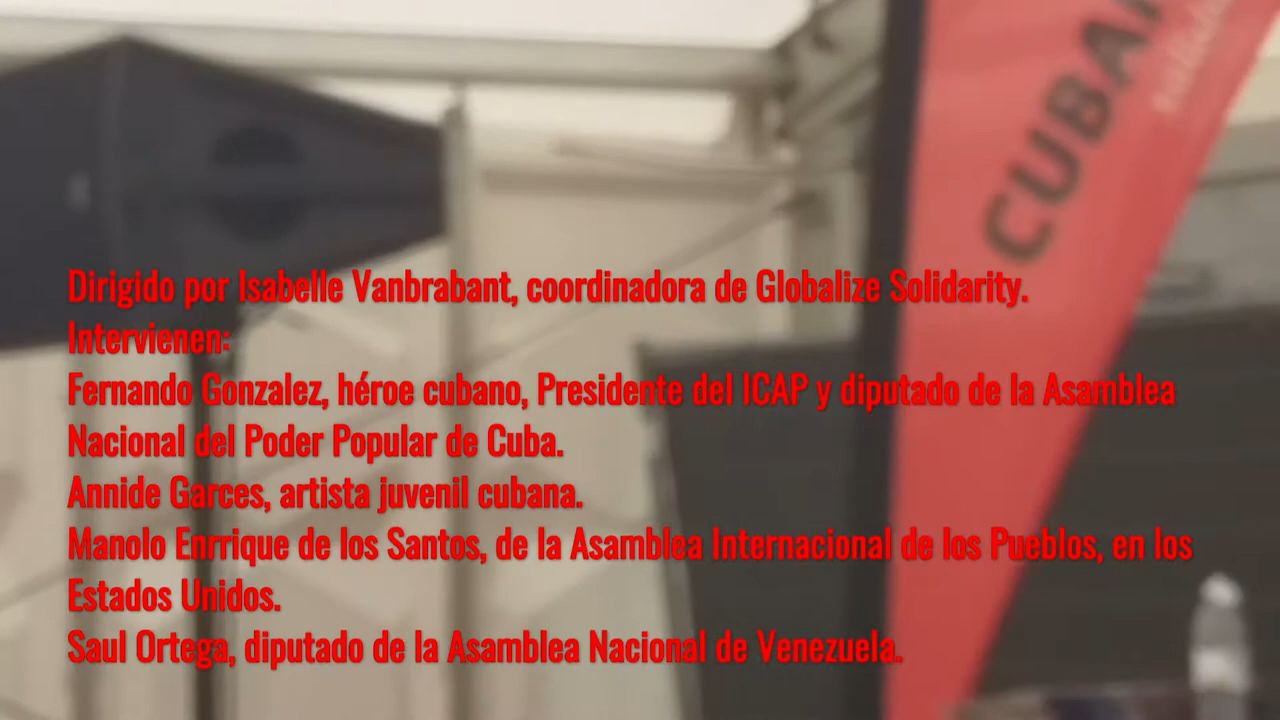 CUBA
Dirigido por Isabelle Vanbrabant, coordinadora de Globalize Solidarity.
Intervienen:
Fernando Gonzalez, héroe cubano, Presidente del ICAP y diputado de la Asamblea
Nacional del Poder Popular de Cuba.
Annide Garces, artista juvenil cubana.
Manolo Enrrique de los Santos, de la Asamblea Internacional de los Pueblos, en los
Estados Unidos.
Saul Ortega, diputado de la Asamblea Nacional de Venezuela.